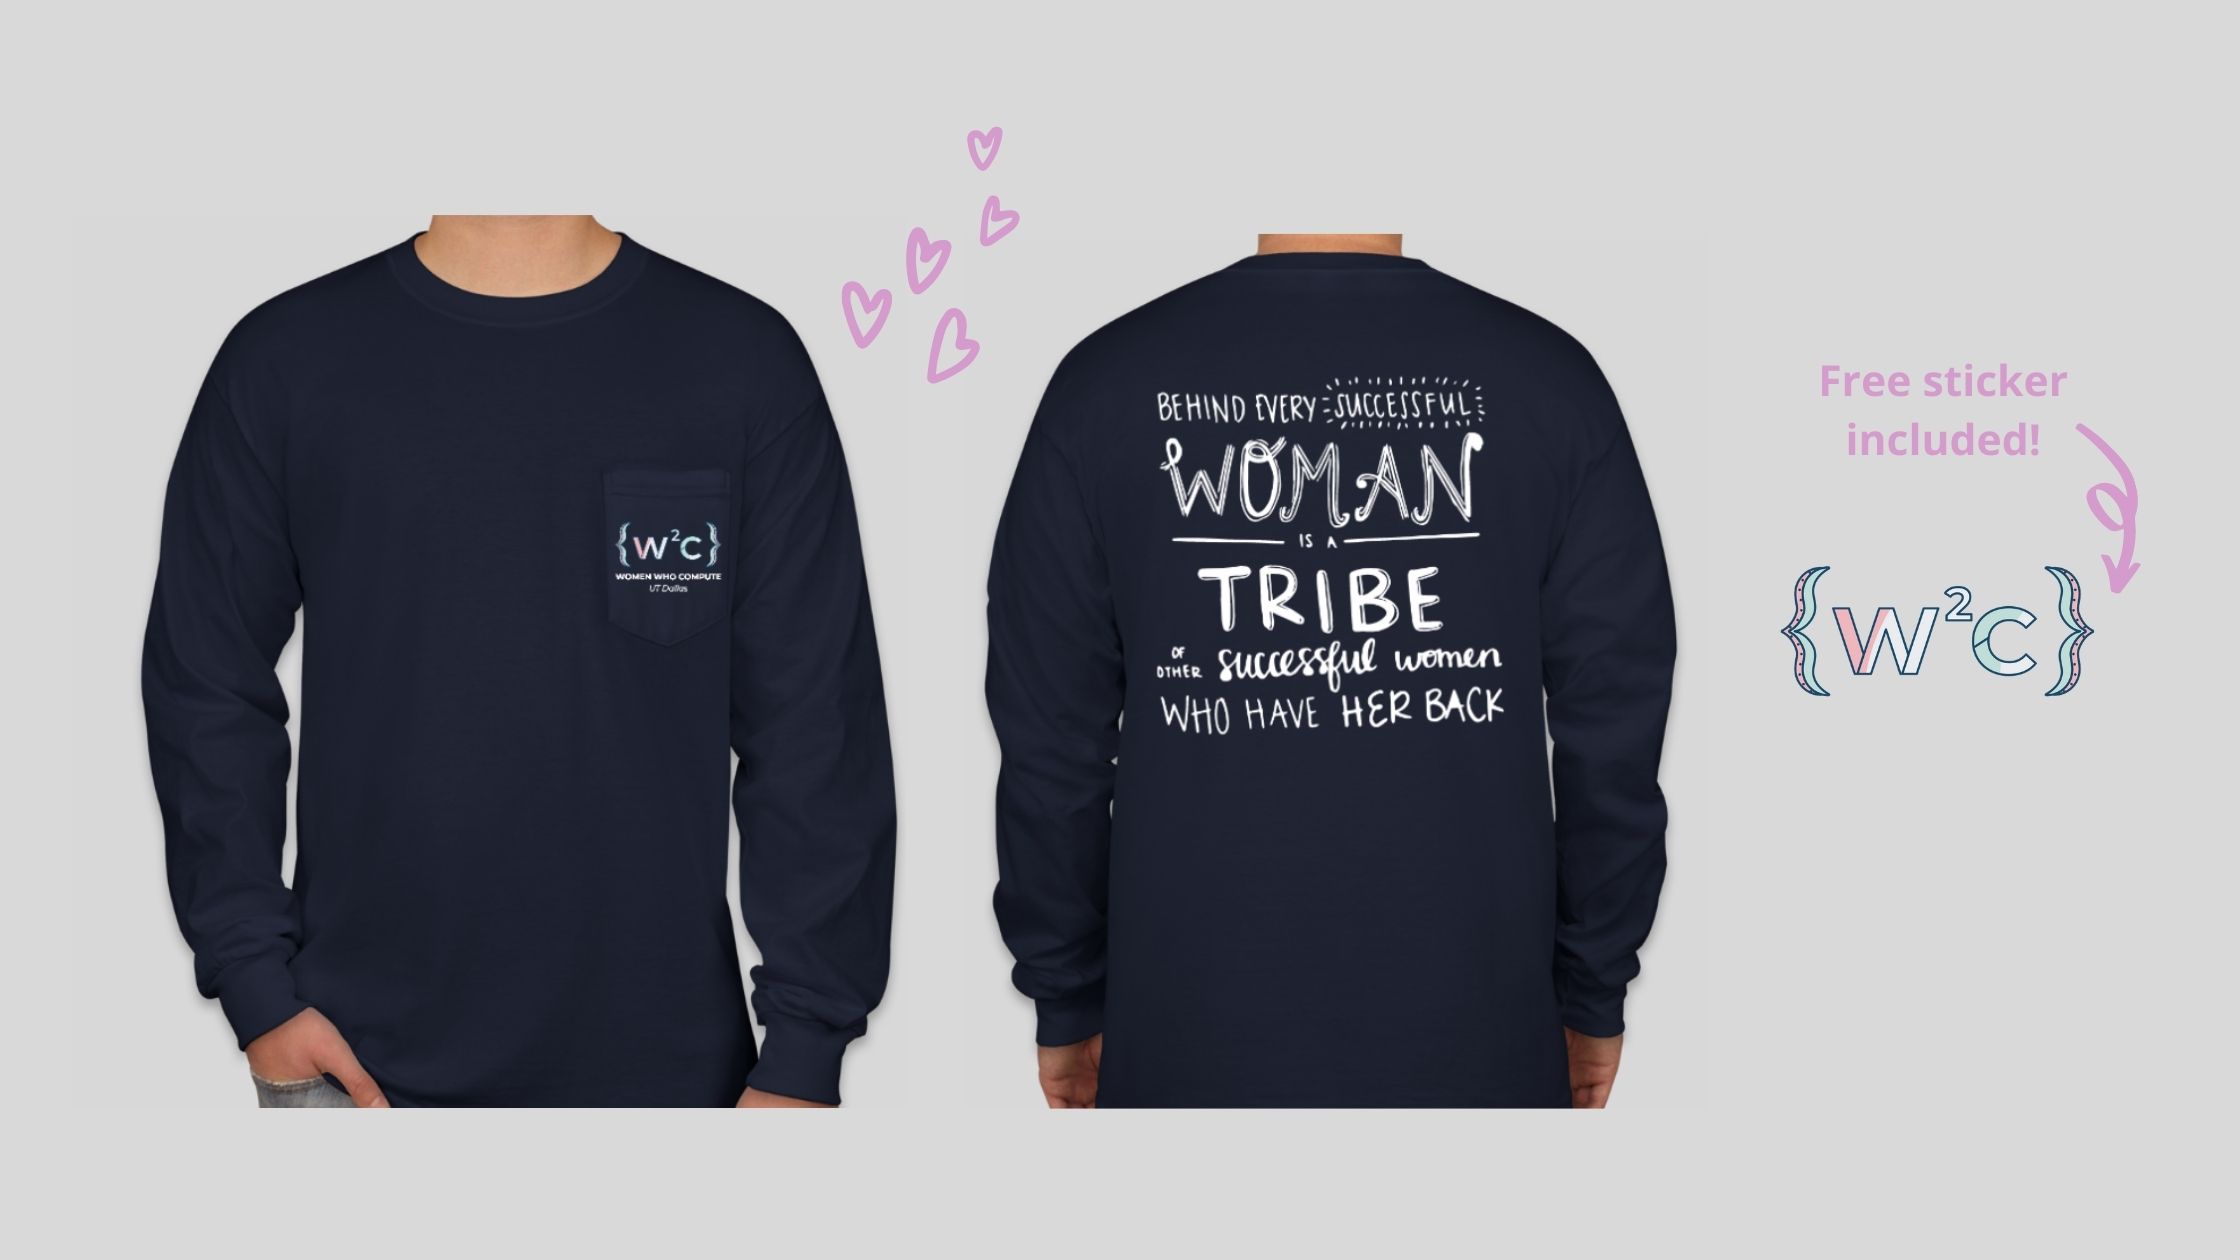 {W²C}
WOMEN WHO COMPUTE
UT Dallas
BEHIND EVERY SUCCESSFUL
WOMAN
IS A
TRIBE
OF OTHER successful women
WHO HAVE HER BACK
Free sticker
included!
{W²C}